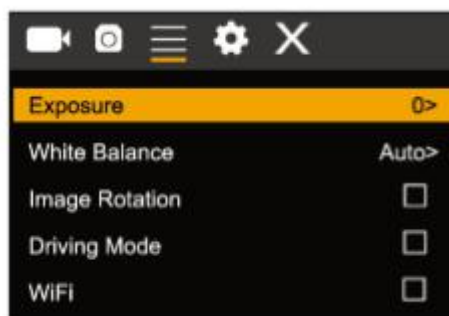 Exposure 0>
White Balance Auto>
Image Rotation
Driving Mode
WiFi